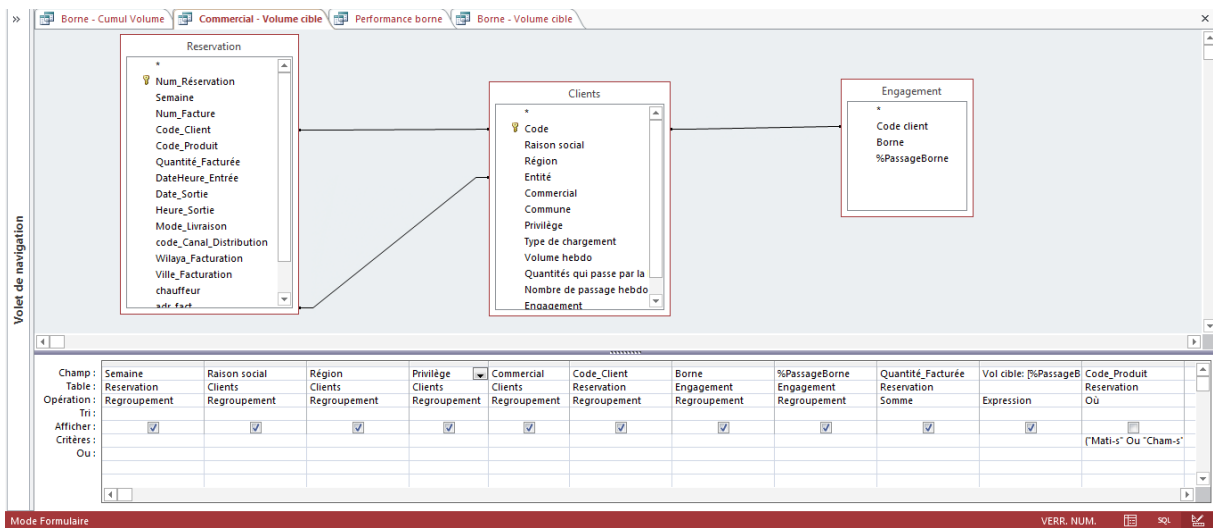 »
Borne - Cumul Volume
Commercial - Volume cible
Performance borne
Borne - Volume cible
×
Volet de navigation
Reservation
*
Num_Réservation
Semaine
Num_Facture
Code_Client
Code_Produit
Quantité_Facturée
DateHeure_Entrée
Date_Sortie
Heure_Sortie
Mode_Livraison
code_Canal_Distribution
Wilaya_Facturation
Ville_Facturation
chauffeur
adr_fact
Clients
*
Code
Raison social
Région
Entité
Commercial
Commune
Privilège
Type de chargement
Volume hebdo
Quantités qui passe par la
Nombre de passage hebdo
Engagement
Engagement
*
Code client
Borne
%PassageBorne
Champ : Semaine Raison social Région Privilège Commercial Code_Client Borne %PassageBorne Quantité_Facturée Vol cible: [%PassageB Code_Produit
Table : Reservation Clients Clients Clients Clients Reservation Engagement Engagement Reservation Reservation
Opération : Regroupement Regroupement Regroupement Regroupement Regroupement Regroupement Regroupement Regroupement Somme Expression Où
Tri :
Afficher :
Critères : ("Mati-s" Ou "Cham-s"
Ou :
Mode Formulaire VERR. NUM. SQL